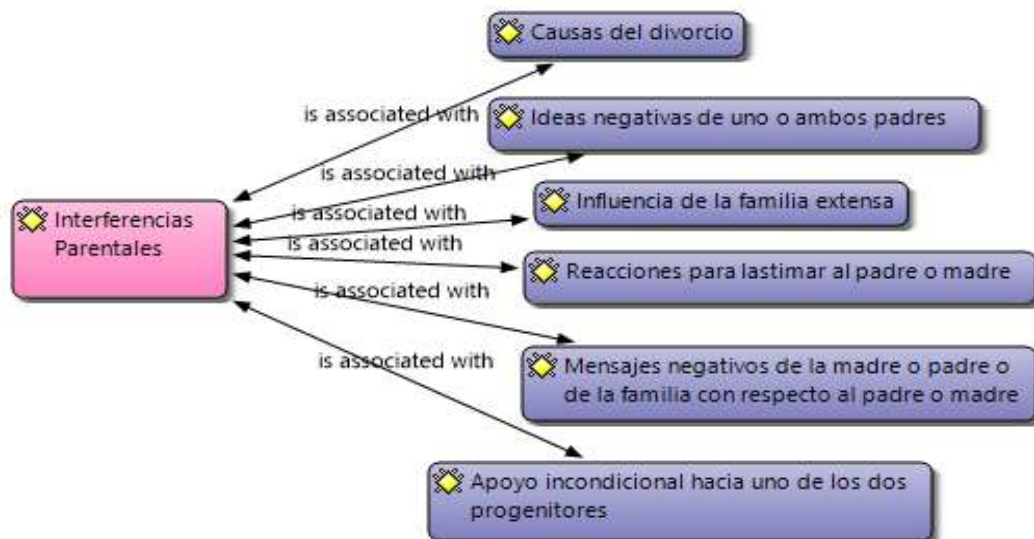 Causas del divorcio
is associated with
Ideas negativas de uno o ambos padres
is associated with
Influencia de la familia extensa
is associated with
Interferencias
Parentales
is associated with
Reacciones para lastimar al padre o madre
is associated with
Mensajes negativos de la madre o padre o
de la familia con respecto al padre o madre
is associated with
Apoyo incondicional hacia uno de los dos
progenitores